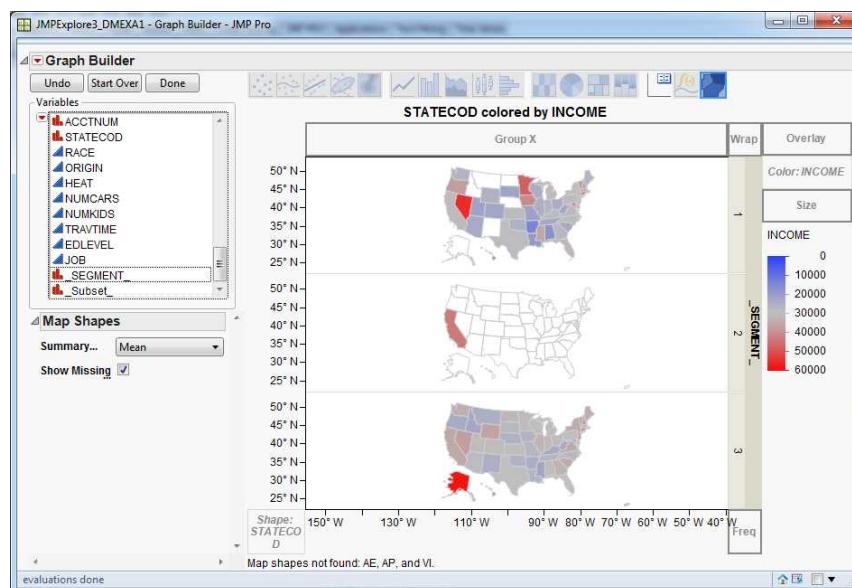 JMPExplore3_DMEXA1 - Graph Builder - JMP Pro
Graph Builder
Undo Start Over Done
Variables
ACCTNUM
STATECOD
RACE
ORIGIN
HEAT
NUMCARS
NUMKIDS
TRAVTIME
EDLEVEL
JOB
_SEGMENT_
_Subset_
Map Shapes
Summary... Mean
Show Missing
STATECOD colored by INCOME
Group X
Wrap
Overlay
Color: INCOME
Size
INCOME
0
10000
20000
30000
40000
50000
60000
50° N
45° N
40° N
35° N
30° N
25° N
1
50° N
45° N
40° N
35° N
30° N
25° N
2
_SEGMENT_
50° N
45° N
40° N
35° N
30° N
25° N
3
Shape:
STATECO
D
150° W 130° W 110° W 90° W 80° W 70° W 60° W 50° W 40° W
Freq
Map shapes not found: AE, AP, and VI.
evaluations done